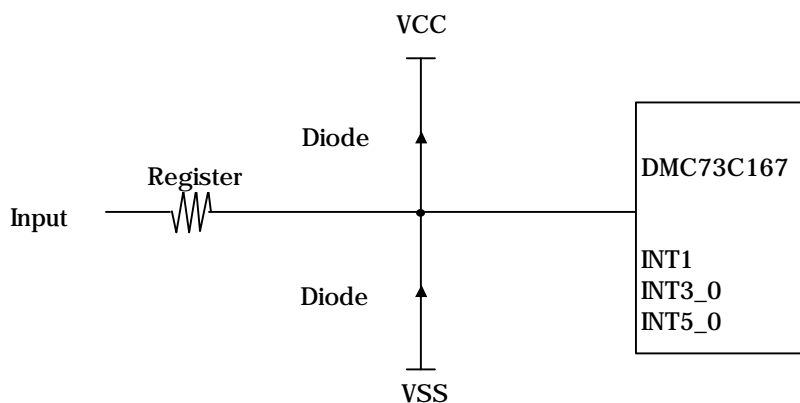 VCC
Diode
DMC73C167
Register
Input
INT1
Diode
INT3_0
INT5_0
VSS